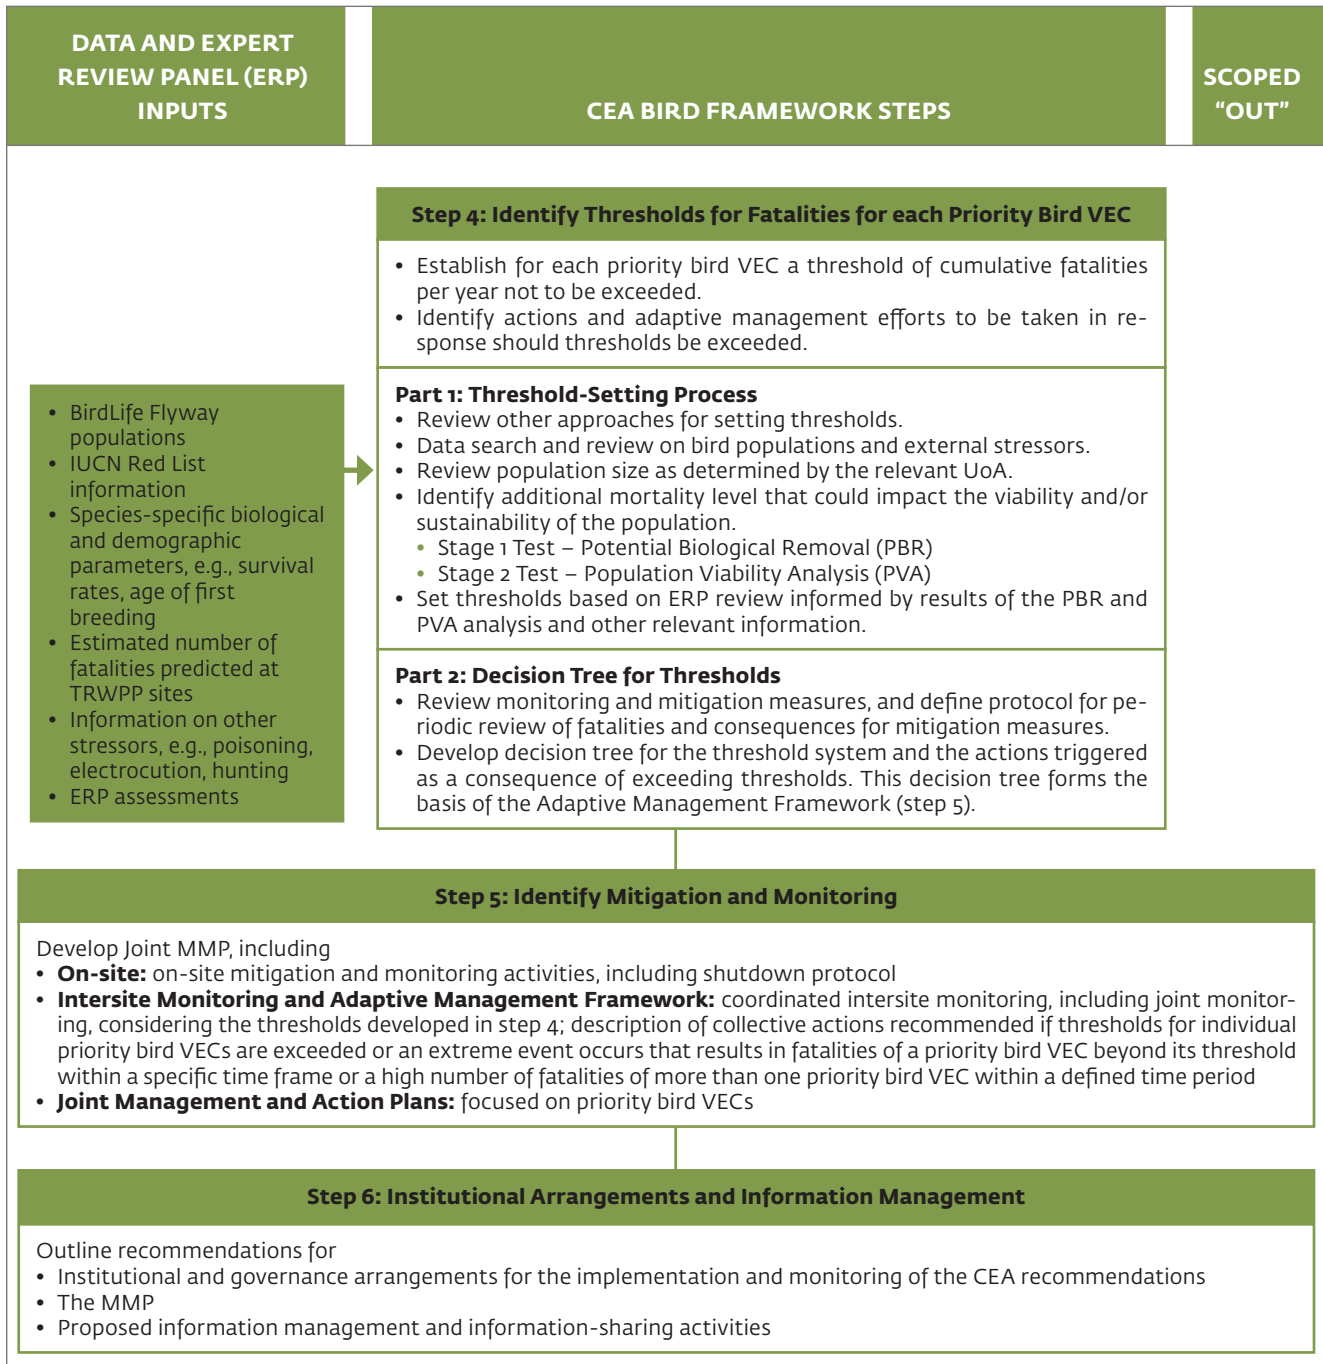 DATA AND EXPERT
REVIEW PANEL (ERP)
INPUTS
CEA BIRD FRAMEWORK STEPS
SCOPED
“OUT”
Step 4: Identify Thresholds for Fatalities for each Priority Bird VEC
• Establish for each priority bird VEC a threshold of cumulative fatalities
per year not to be exceeded.
• Identify actions and adaptive management efforts to be taken in re-
sponse should thresholds be exceeded.
• BirdLife Flyway
populations
• IUCN Red List
information
• Species-specific biological
and demographic
parameters, e.g., survival
rates, age of first
breeding
• Estimated number of
fatalities predicted at
TRWPP sites
• Information on other
stressors, e.g., poisoning,
electrocution, hunting
• ERP assessments
Part 1: Threshold-Setting Process
• Review other approaches for setting thresholds.
• Data search and review on bird populations and external stressors.
• Review population size as determined by the relevant UoA.
• Identify additional mortality level that could impact the viability and/or
sustainability of the population.
• Stage 1 Test – Potential Biological Removal (PBR)
• Stage 2 Test – Population Viability Analysis (PVA)
• Set thresholds based on ERP review informed by results of the PBR and
PVA analysis and other relevant information.
Part 2: Decision Tree for Thresholds
• Review monitoring and mitigation measures, and define protocol for pe-
riodic review of fatalities and consequences for mitigation measures.
• Develop decision tree for the threshold system and the actions triggered
as a consequence of exceeding thresholds. This decision tree forms the
basis of the Adaptive Management Framework (step 5).
Step 5: Identify Mitigation and Monitoring
Develop Joint MMP, including
• On-site: on-site mitigation and monitoring activities, including shutdown protocol
• Intersite Monitoring and Adaptive Management Framework: coordinated intersite monitoring, including joint monitor-
ing, considering the thresholds developed in step 4; description of collective actions recommended if thresholds for individual
priority bird VECs are exceeded or an extreme event occurs that results in fatalities of a priority bird VEC beyond its threshold
within a specific time frame or a high number of fatalities of more than one priority bird VEC within a defined time period
• Joint Management and Action Plans: focused on priority bird VECs
Step 6: Institutional Arrangements and Information Management
Outline recommendations for
• Institutional and governance arrangements for the implementation and monitoring of the CEA recommendations
• The MMP
• Proposed information management and information-sharing activities